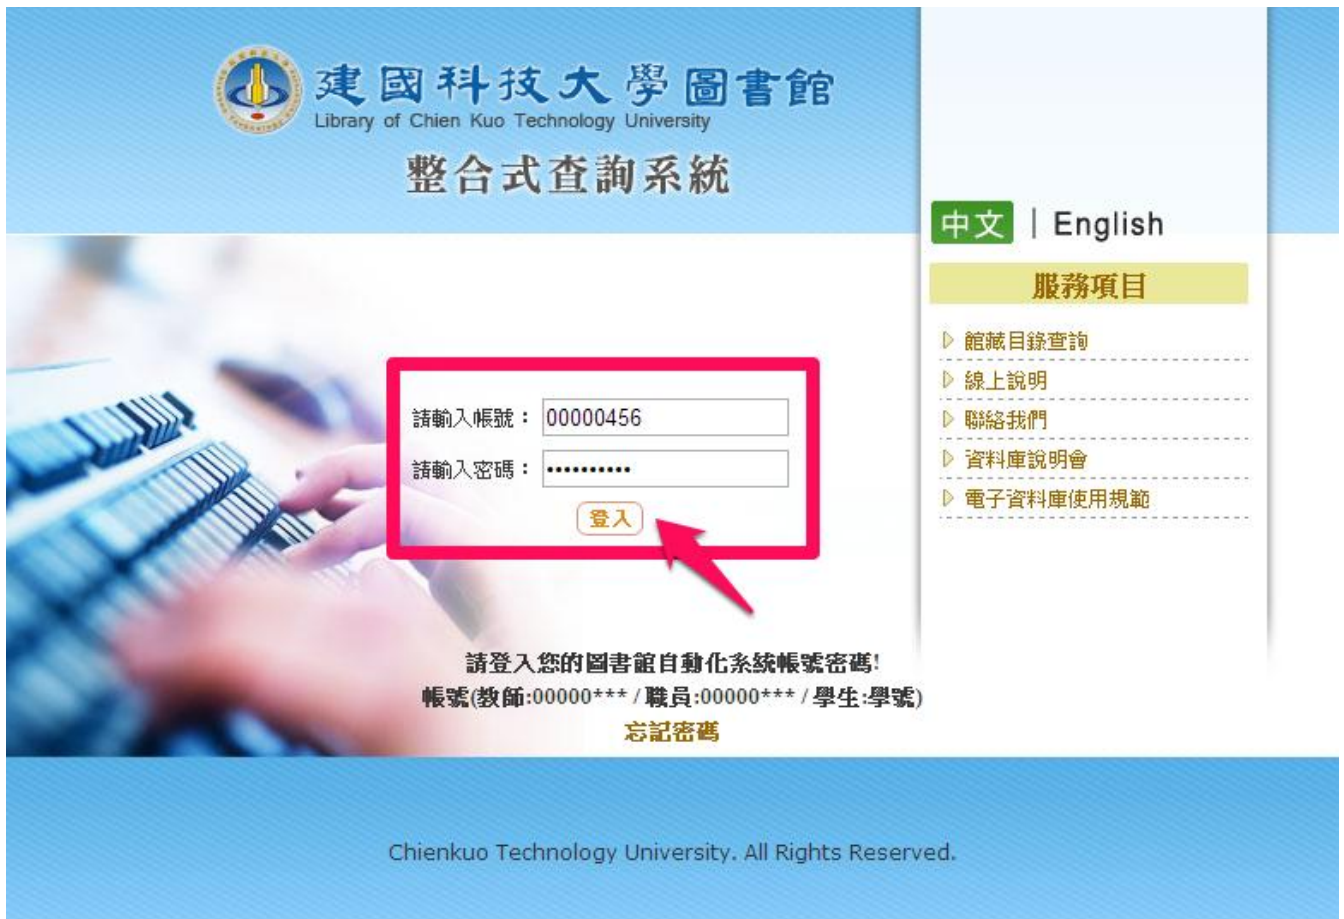 建國科技大學圖書館
Library of Chien Kuo Technology University
整合式查詢系統
中文 | English
服務項目
館藏目錄查詢
線上說明
聯絡我們
資料庫說明會
電子資料庫使用規範
請輸入帳號： 00000456
請輸入密碼： ••••••••••
登入
請登入您的圖書館自動化系統帳號密碼!
帳號(教師:00000*** / 職員:00000*** / 學生:學號)
忘記密碼
Chienkuo Technology University. All Rights Reserved.